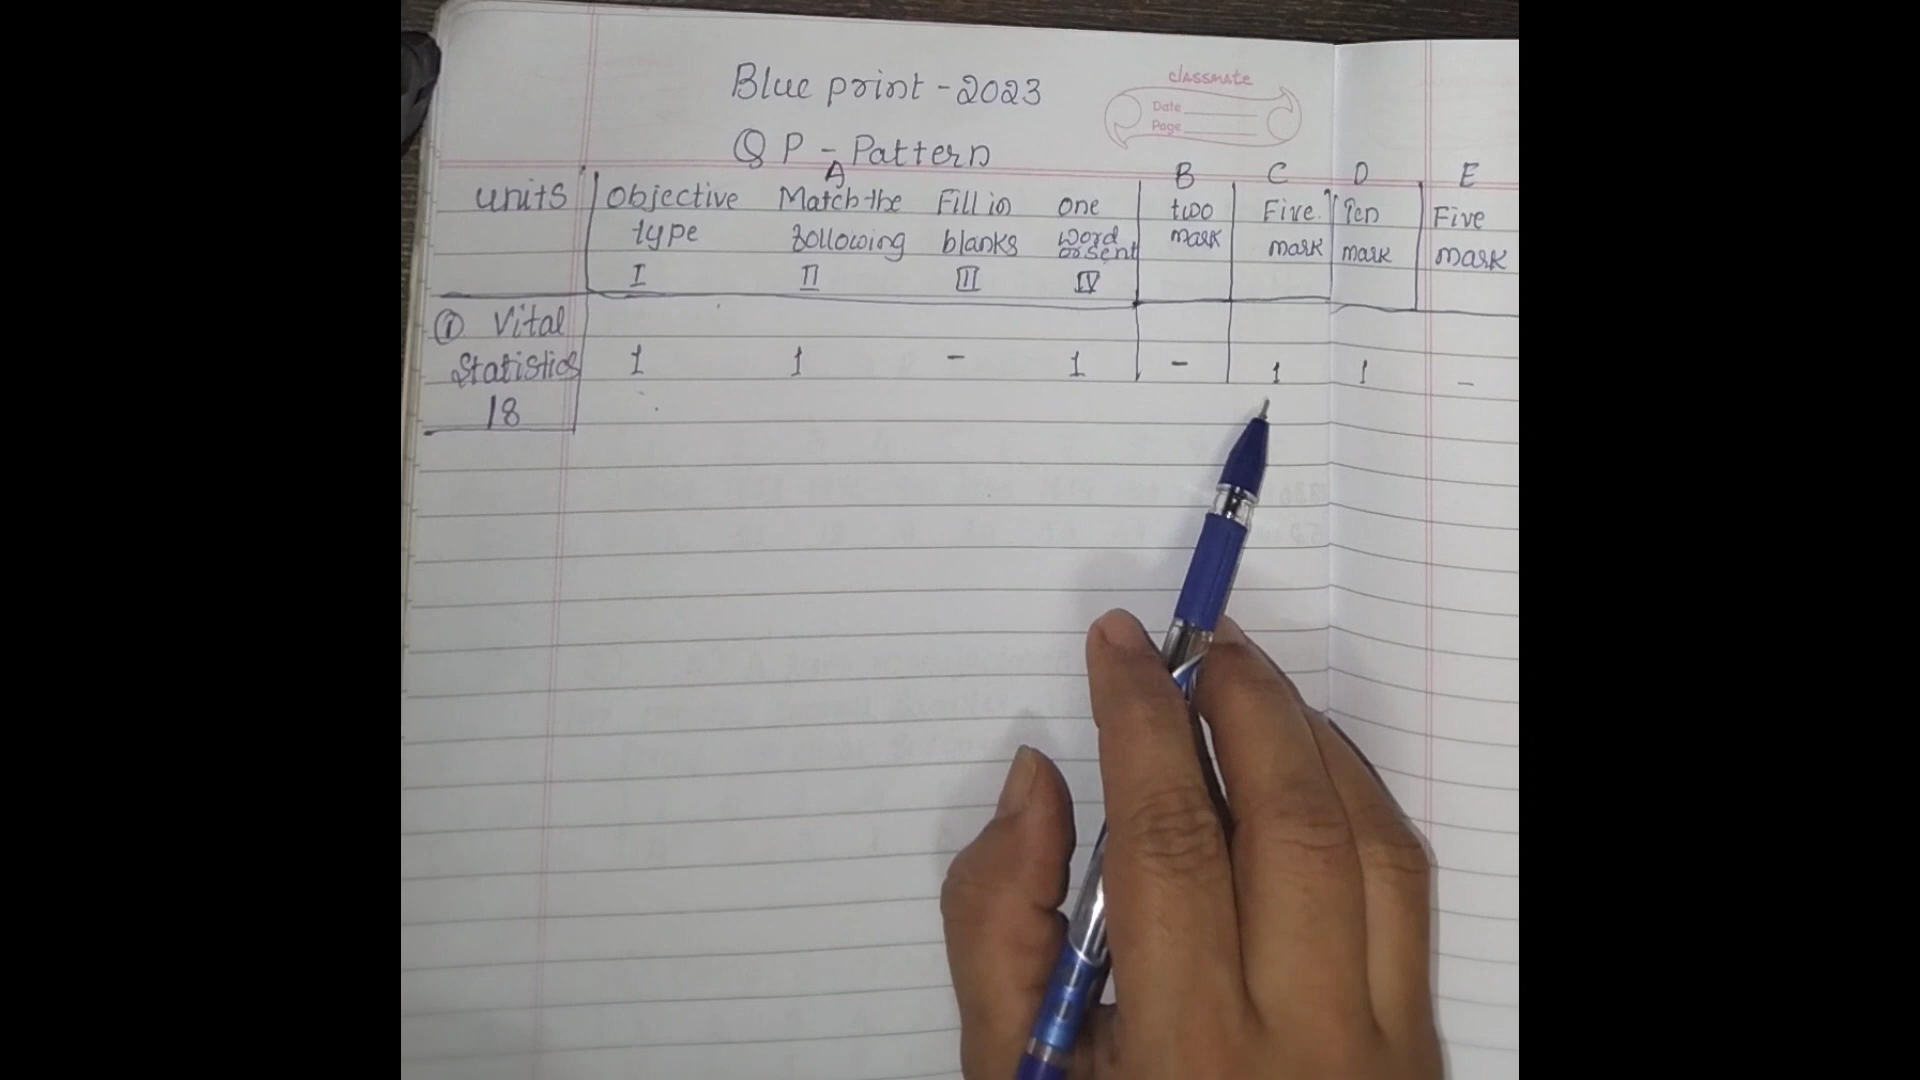 Blue print - 2023
classmate
Date
Page
Q P - Pattern
A B C D E
units Objective Match the Fill in one two Five Ten Five
type following blanks word or sent mark mark mark mark
I II III IV
① Vital
Statistics 1 1 - 1 - 1 1 -
18